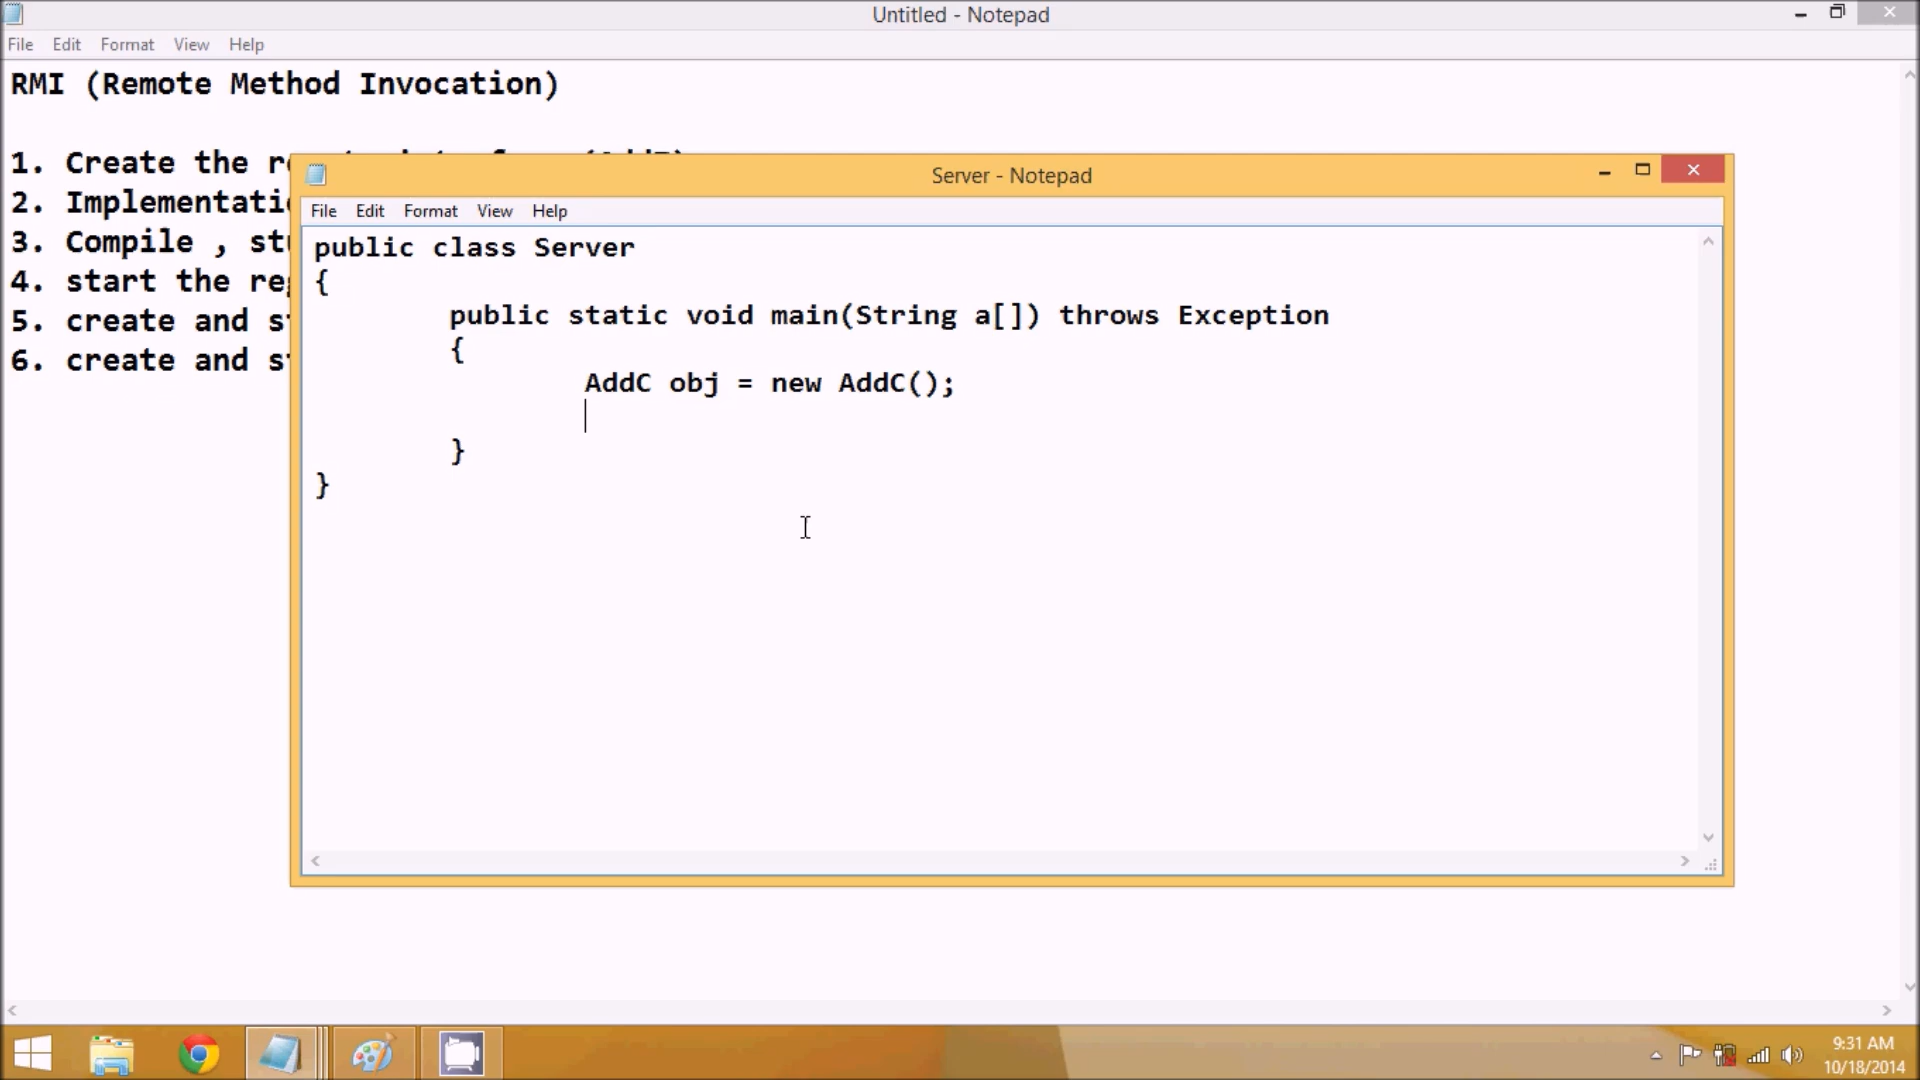 Untitled - Notepad
File Edit Format View Help
RMI (Remote Method Invocation)
1. Create the
2. Implementati
3. Compile , st
4. start the re
5. create and s
6. create and s
Server - Notepad
File Edit Format View Help
public class Server
{
public static void main(String a[]) throws Exception
{
AddC obj = new AddC();
}
}
9:31 AM
10/18/2014